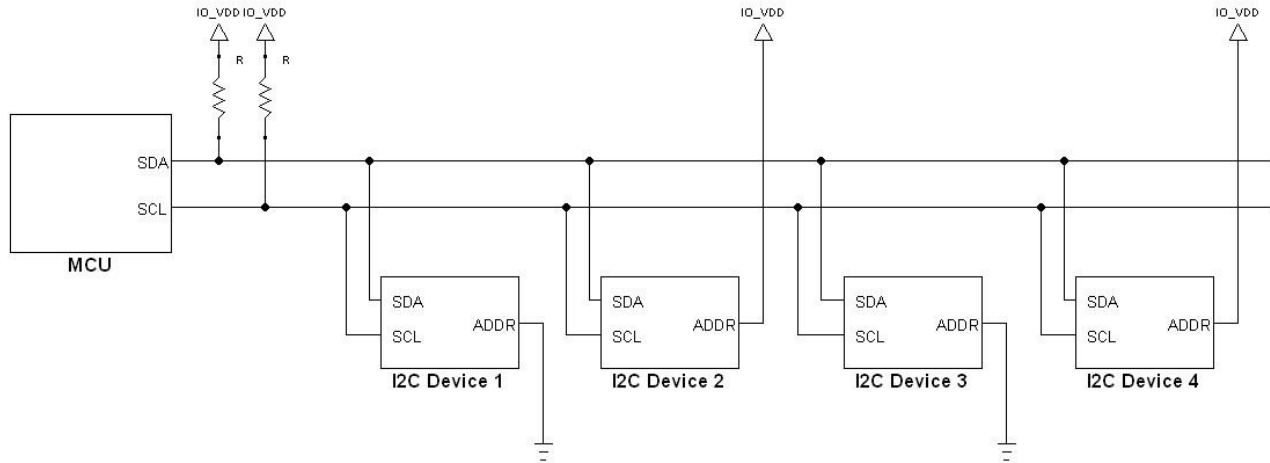 IO_VDD IO_VDD IO_VDD IO_VDD
R R
SDA
SCL
MCU
SDA SDA SDA SDA
ADDR ADDR ADDR ADDR
SCL SCL SCL SCL
I2C Device 1 I2C Device 2 I2C Device 3 I2C Device 4